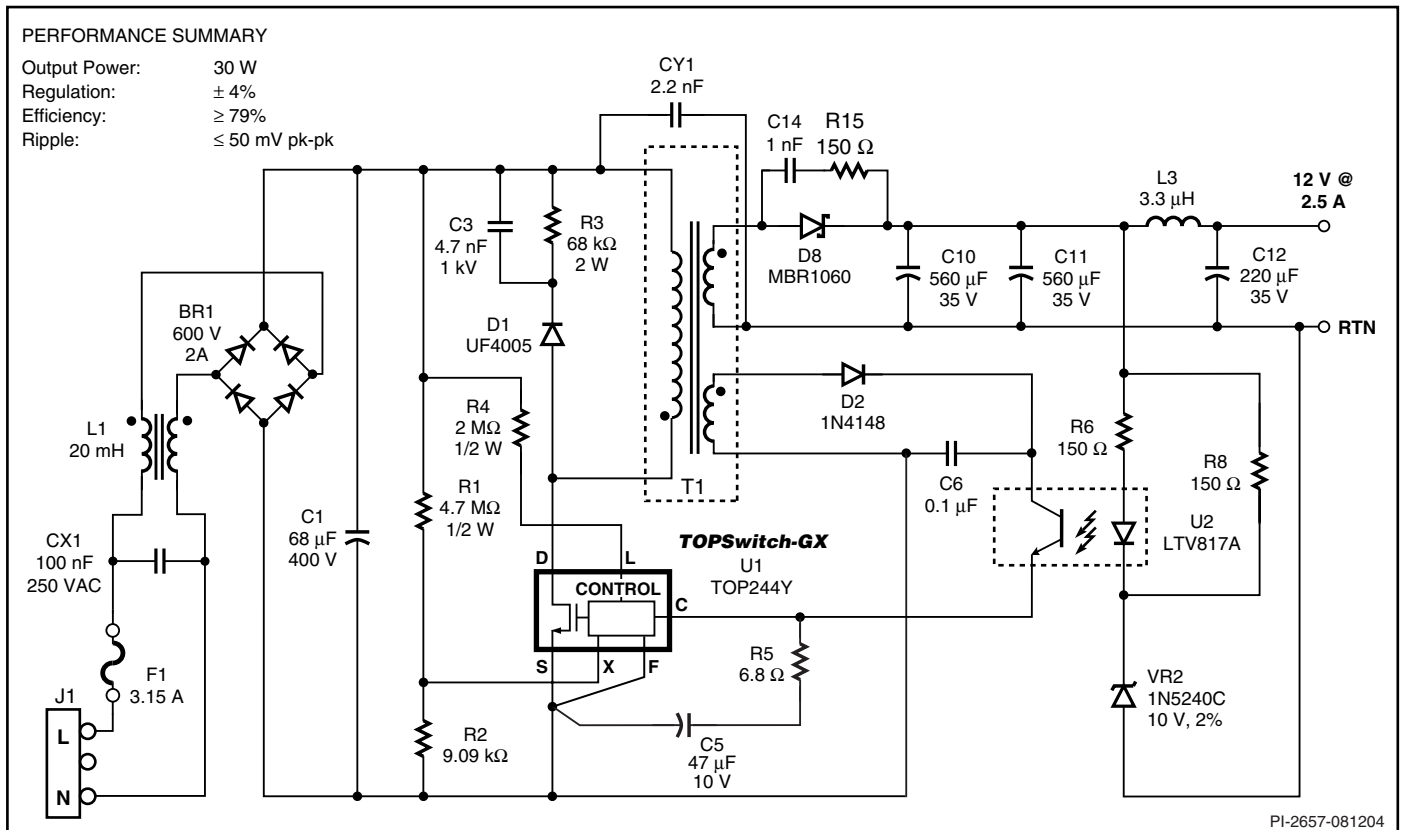 PERFORMANCE SUMMARY
Output Power: 30 W
Regulation: ± 4%
Efficiency: ≥ 79%
Ripple: ≤ 50 mV pk-pk
CY1
2.2 nF
C14
1 nF
R15
150 Ω
L3
3.3 µH
12 V @
2.5 A
C3
4.7 nF
1 kV
R3
68 kΩ
2 W
D8
MBR1060
C10
560 µF
35 V
C11
560 µF
35 V
C12
220 µF
35 V
RTN
BR1
600 V
2A
D1
UF4005
D2
1N4148
R4
2 MΩ
1/2 W
R6
150 Ω
R8
150 Ω
L1
20 mH
R1
4.7 MΩ
1/2 W
T1
C6
0.1 µF
C1
68 µF
400 V
U2
LTV817A
CX1
100 nF
250 VAC
TOPSwitch-GX
U1
TOP244Y
D
L
CONTROL
C
S
X
F
R5
6.8 Ω
F1
3.15 A
VR2
1N5240C
10 V, 2%
J1
L
N
R2
9.09 kΩ
C5
47 µF
10 V
PI-2657-081204